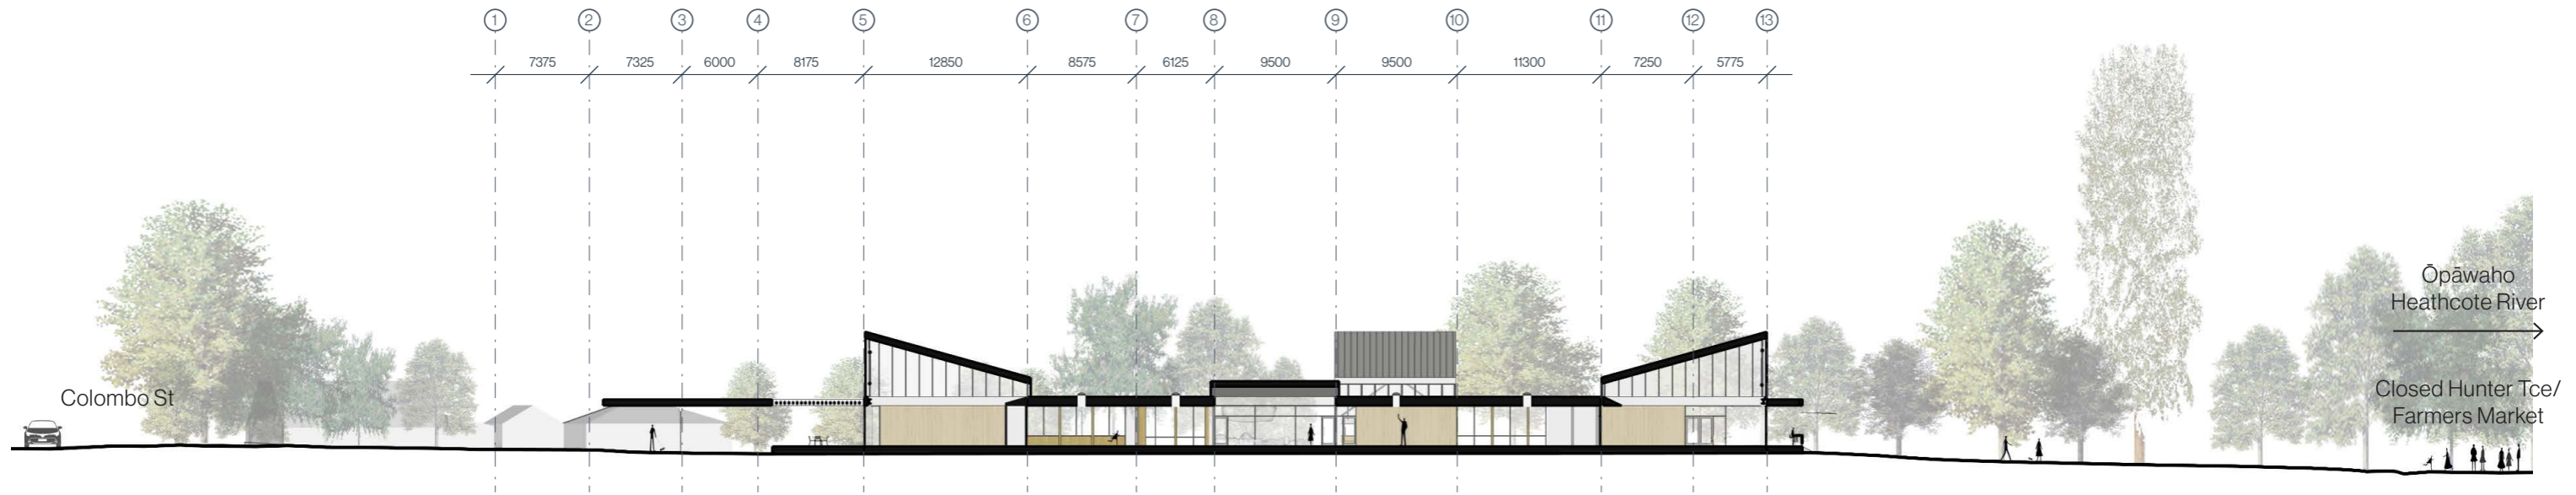 1 2 3 4 5 6 7 8 9 10 11 12 13
7375 7325 6000 8175 12850 8575 6125 9500 9500 11300 7250 5775
Colombo St
Ōpāwaho
Heathcote River
Closed Hunter Tce/
Farmers Market